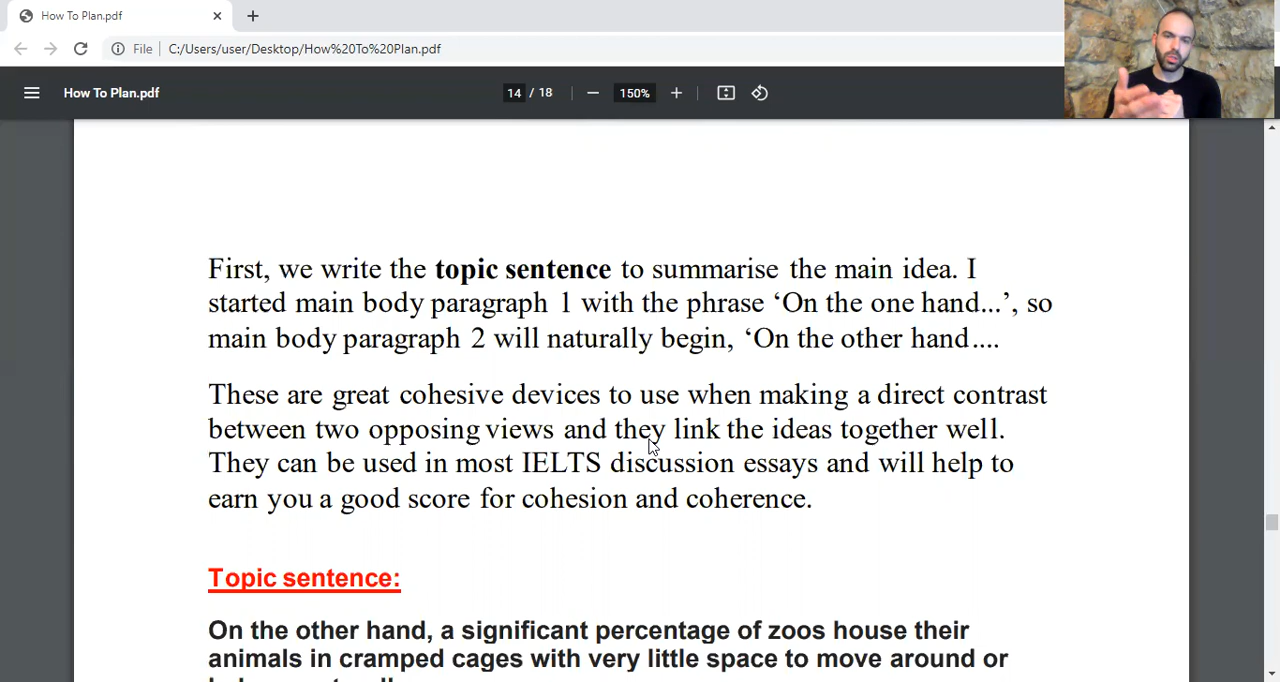 How To Plan.pdf
File
C:/Users/user/Desktop/How%20To%20Plan.pdf
How To Plan.pdf
14 / 18
150%
First, we write the topic sentence to summarise the main idea. I
started main body paragraph 1 with the phrase ‘On the one hand...’, so
main body paragraph 2 will naturally begin, ‘On the other hand....
These are great cohesive devices to use when making a direct contrast
between two opposing views and they link the ideas together well.
They can be used in most IELTS discussion essays and will help to
earn you a good score for cohesion and coherence.
Topic sentence:
On the other hand, a significant percentage of zoos house their
animals in cramped cages with very little space to move around or